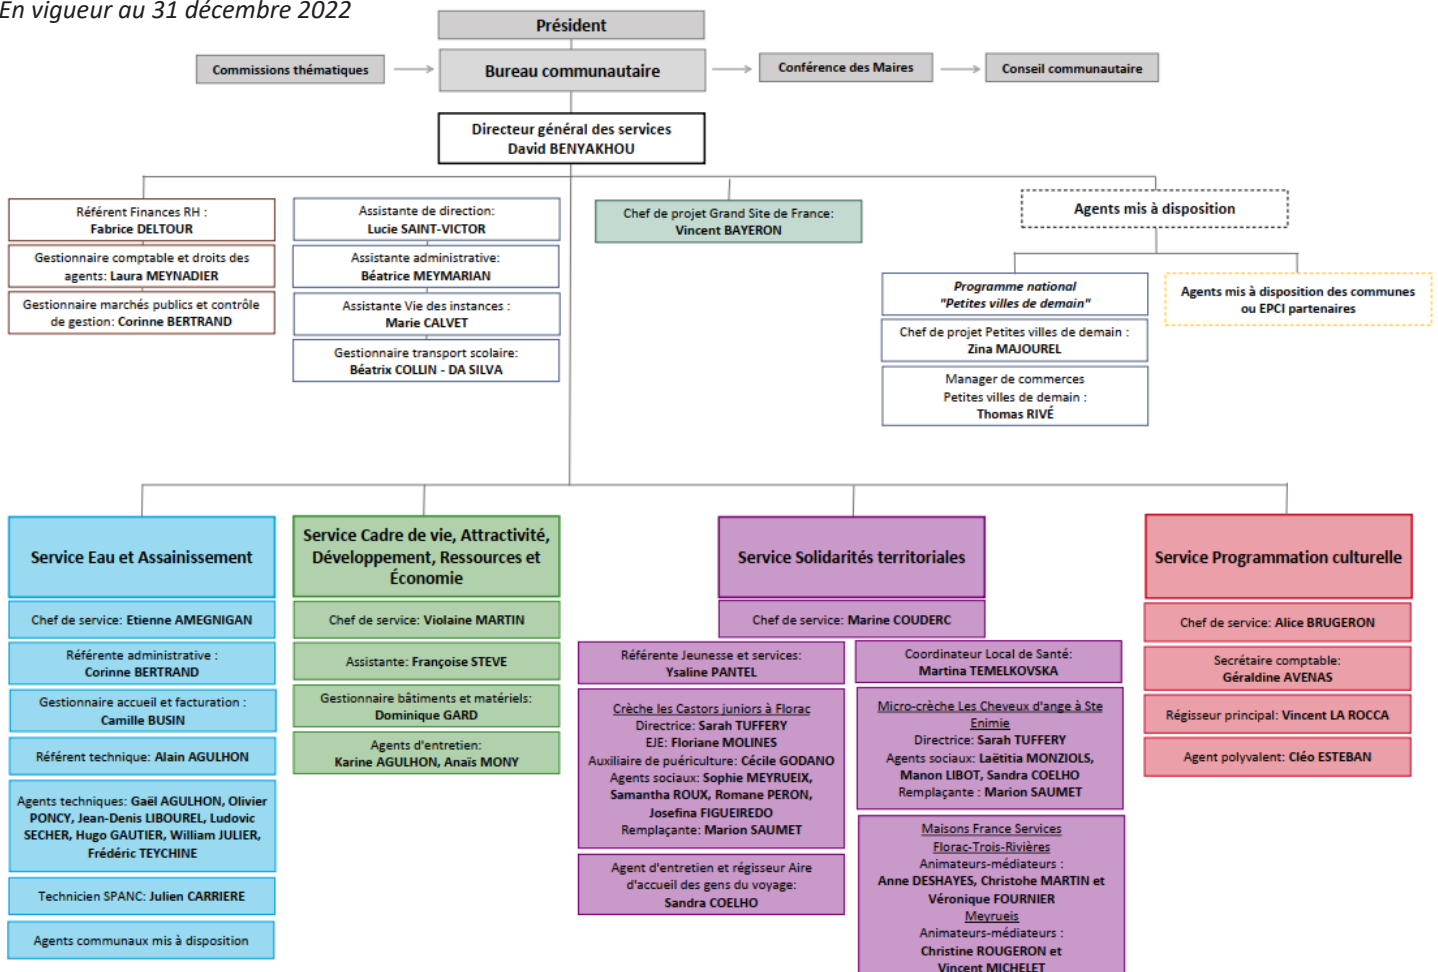 En vigueur au 31 décembre 2022
Président
Commissions thématiques
Bureau communautaire
Conférence des Maires
Conseil communautaire
Directeur général des services
David BENYAKHOU
Référent Finances RH :
Fabrice DELTOUR
Gestionnaire comptable et droits des
agents: Laura MEYNADIER
Gestionnaire marchés publics et contrôle
de gestion: Corinne BERTRAND
Assistante de direction:
Lucie SAINT-VICTOR
Assistante administrative:
Béatrice MEYMARIAN
Assistante Vie des instances :
Marie CALVET
Gestionnaire transport scolaire:
Béatrix COLLIN - DA SILVA
Chef de projet Grand Site de France:
Vincent BAYERON
Agents mis à disposition
Programme national
"Petites villes de demain"
Chef de projet Petites villes de demain :
Zina MAJOUREL
Manager de commerces
Petites villes de demain :
Thomas RIVÉ
Agents mis à disposition des communes
ou EPCI partenaires
Service Eau et Assainissement
Chef de service: Etienne AMEGNIGAN
Référente administrative :
Corinne BERTRAND
Gestionnaire accueil et facturation :
Camille BUSIN
Référent technique: Alain AGULHON
Agents techniques: Gaël AGULHON, Olivier
PONCY, Jean-Denis LIBOUREL, Ludovic
SECHER, Hugo GAUTIER, William JULIER,
Frédéric TEYCHINE
Technicien SPANC: Julien CARRIERE
Agents communaux mis à disposition
Service Cadre de vie, Attractivité,
Développement, Ressources et
Économie
Chef de service: Violaine MARTIN
Assistante: Françoise STEVE
Gestionnaire bâtiments et matériels:
Dominique GARD
Agents d'entretien:
Karine AGULHON, Anaïs MONY
Service Solidarités territoriales
Chef de service: Marine COUDERC
Référente Jeunesse et services:
Ysaline PANTEL
Crèche les Castors juniors à Florac
Directrice: Sarah TUFFERY
EJE: Floriane MOLINES
Auxiliaire de puériculture: Cécile GODANO
Agents sociaux: Sophie MEYRUEIX,
Samantha ROUX, Romane PERON,
Josefina FIGUEIREDO
Remplaçante: Marion SAUMET
Agent d'entretien et régisseur Aire
d'accueil des gens du voyage:
Sandra COELHO
Coordinateur Local de Santé:
Martina TEMELKOVSKA
Micro-crèche Les Cheveux d'ange à Ste
Enimie
Directrice: Sarah TUFFERY
Agents sociaux: Laëtitia MONZIOLS,
Manon LIBOT, Sandra COELHO
Remplaçante : Marion SAUMET
Maisons France Services
Florac-Trois-Rivières
Animateurs-médiateurs :
Anne DESHAYES, Christohe MARTIN et
Véronique FOURNIER
Meyrueis
Animateurs-médiateurs :
Christine ROUGERON et
Vincent MICHELET
Service Programmation culturelle
Chef de service: Alice BRUGERON
Secrétaire comptable:
Géraldine AVENAS
Régisseur principal: Vincent LA ROCCA
Agent polyvalent: Cléo ESTEBAN